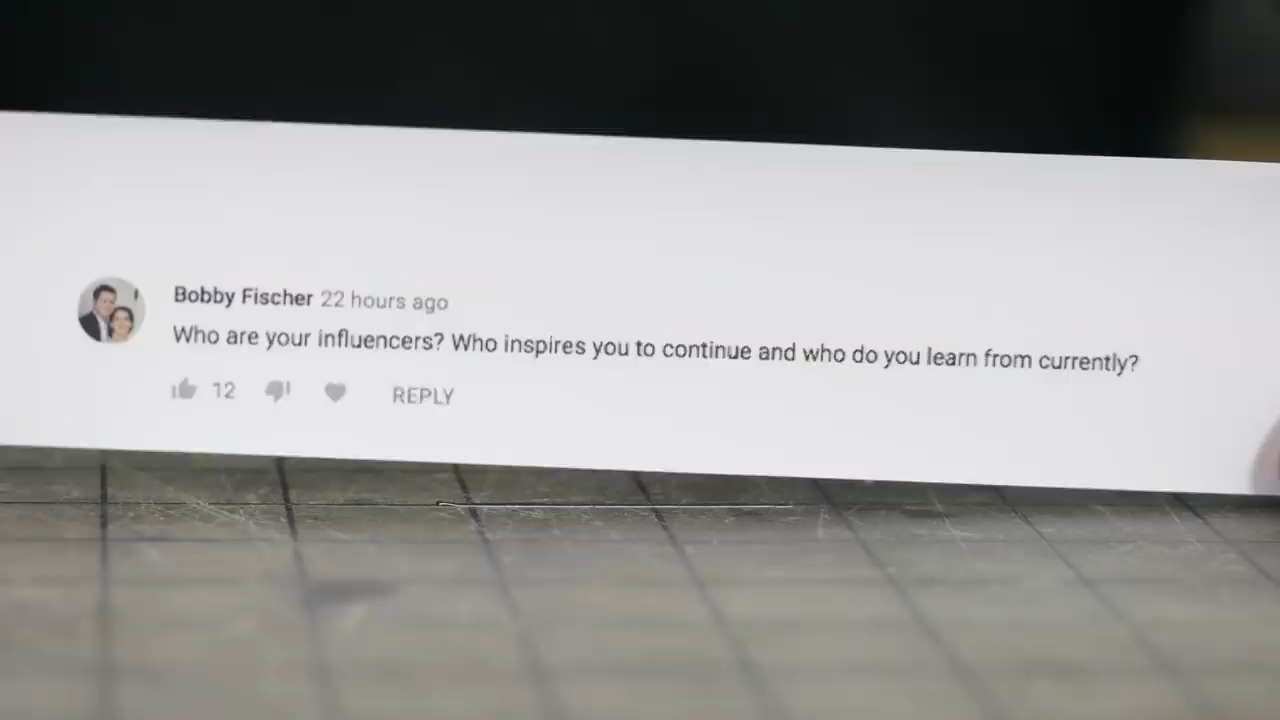 Bobby Fischer 22 hours ago
Who are your influencers? Who inspires you to continue and who do you learn from currently?
12 REPLY